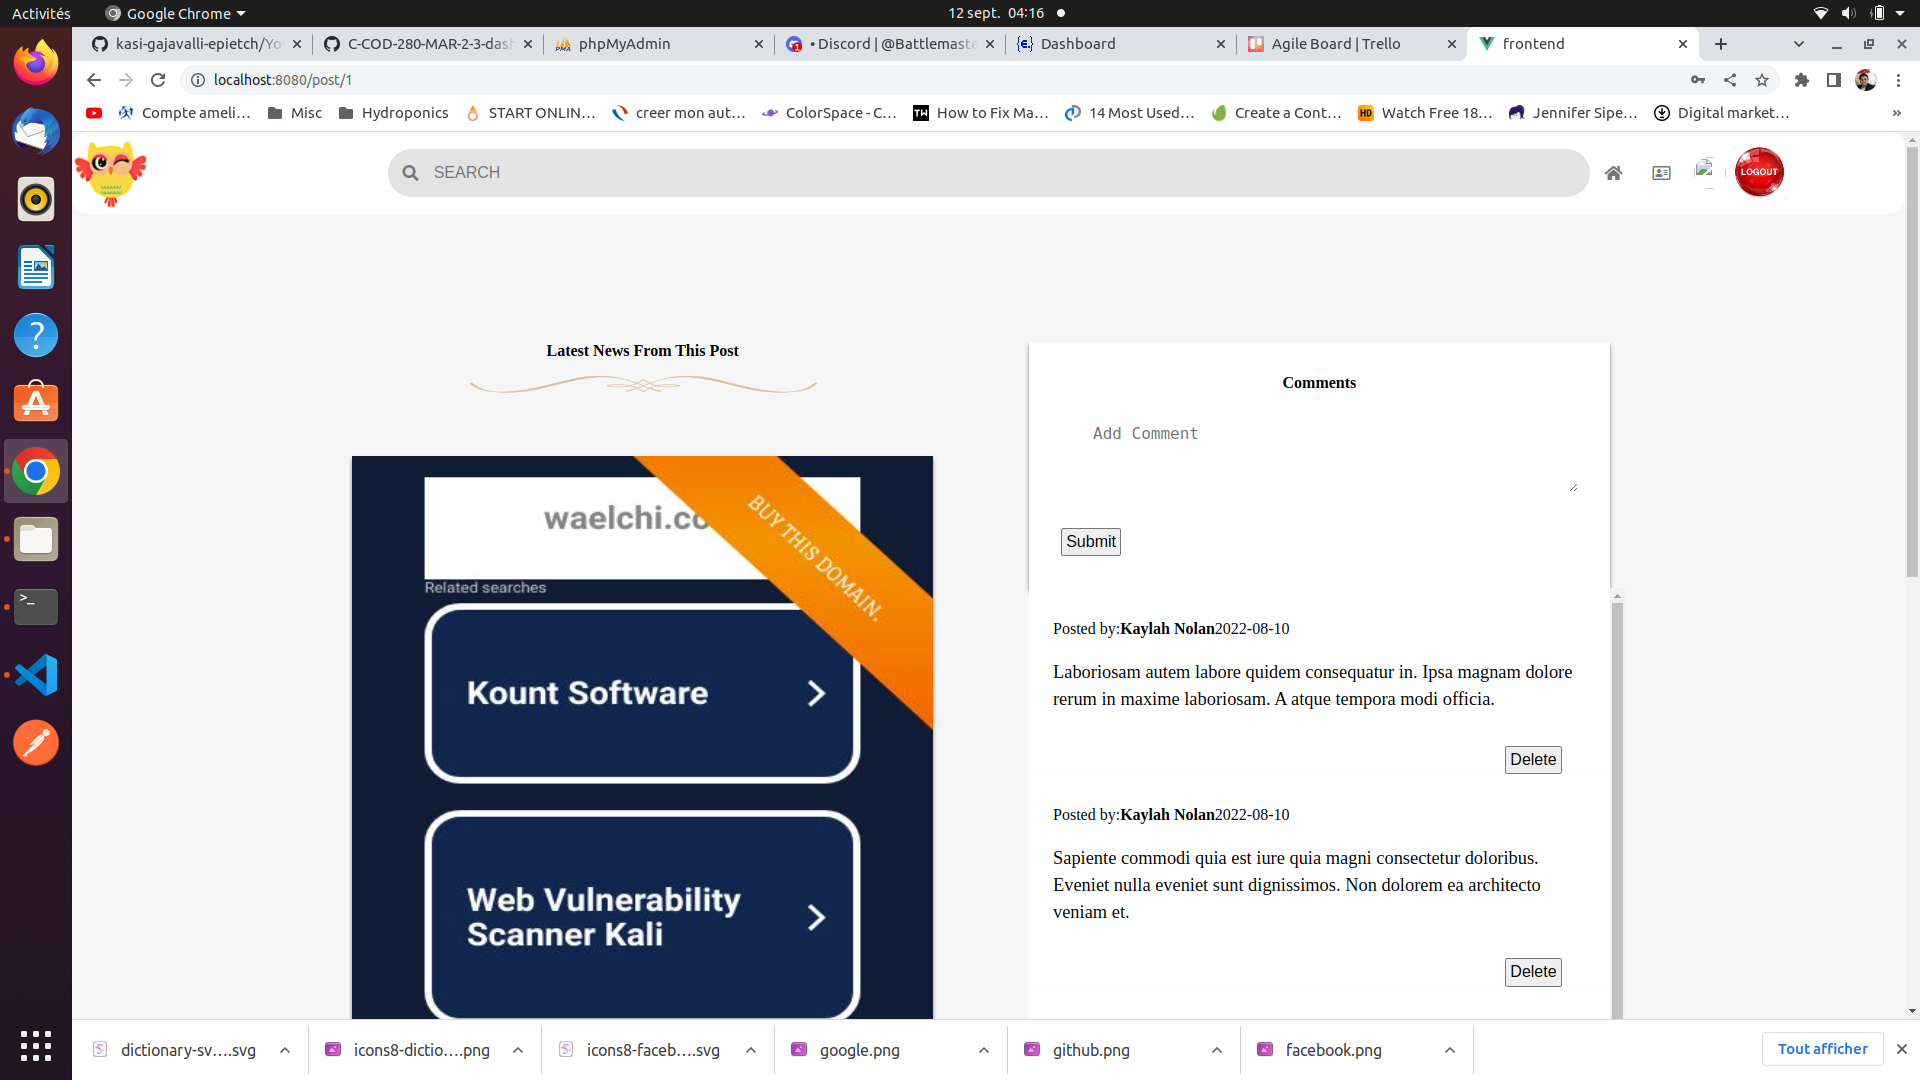 Activités
Google Chrome
12 sept. 04:16
kasi-gajavalli-epietch/Yo
C-COD-280-MAR-2-3-dash
phpMyAdmin
• Discord | @Battlemaste
Dashboard
Agile Board | Trello
frontend
localhost:8080/post/1
Compte ameli…
Misc
Hydroponics
START ONLIN…
creer mon aut…
ColorSpace - C…
TW
How to Fix Ma…
14 Most Used…
Create a Cont…
HD
Watch Free 18…
Jennifer Sipe…
Digital market…
»
SEARCH
LOGOUT
Latest News From This Post
waelchi.co
BUY THIS DOMAIN.
Related searches
Kount Software
Web Vulnerability
Scanner Kali
Comments
Add Comment
Submit
Posted by:Kaylah Nolan2022-08-10
Laboriosam autem labore quidem consequatur in. Ipsa magnam dolore
rerum in maxime laboriosam. A atque tempora modi officia.
Delete
Posted by:Kaylah Nolan2022-08-10
Sapiente commodi quia est iure quia magni consectetur doloribus.
Eveniet nulla eveniet sunt dignissimos. Non dolorem ea architecto
veniam et.
Delete
dictionary-sv….svg
icons8-dictio….png
icons8-faceb….svg
google.png
github.png
facebook.png
Tout afficher